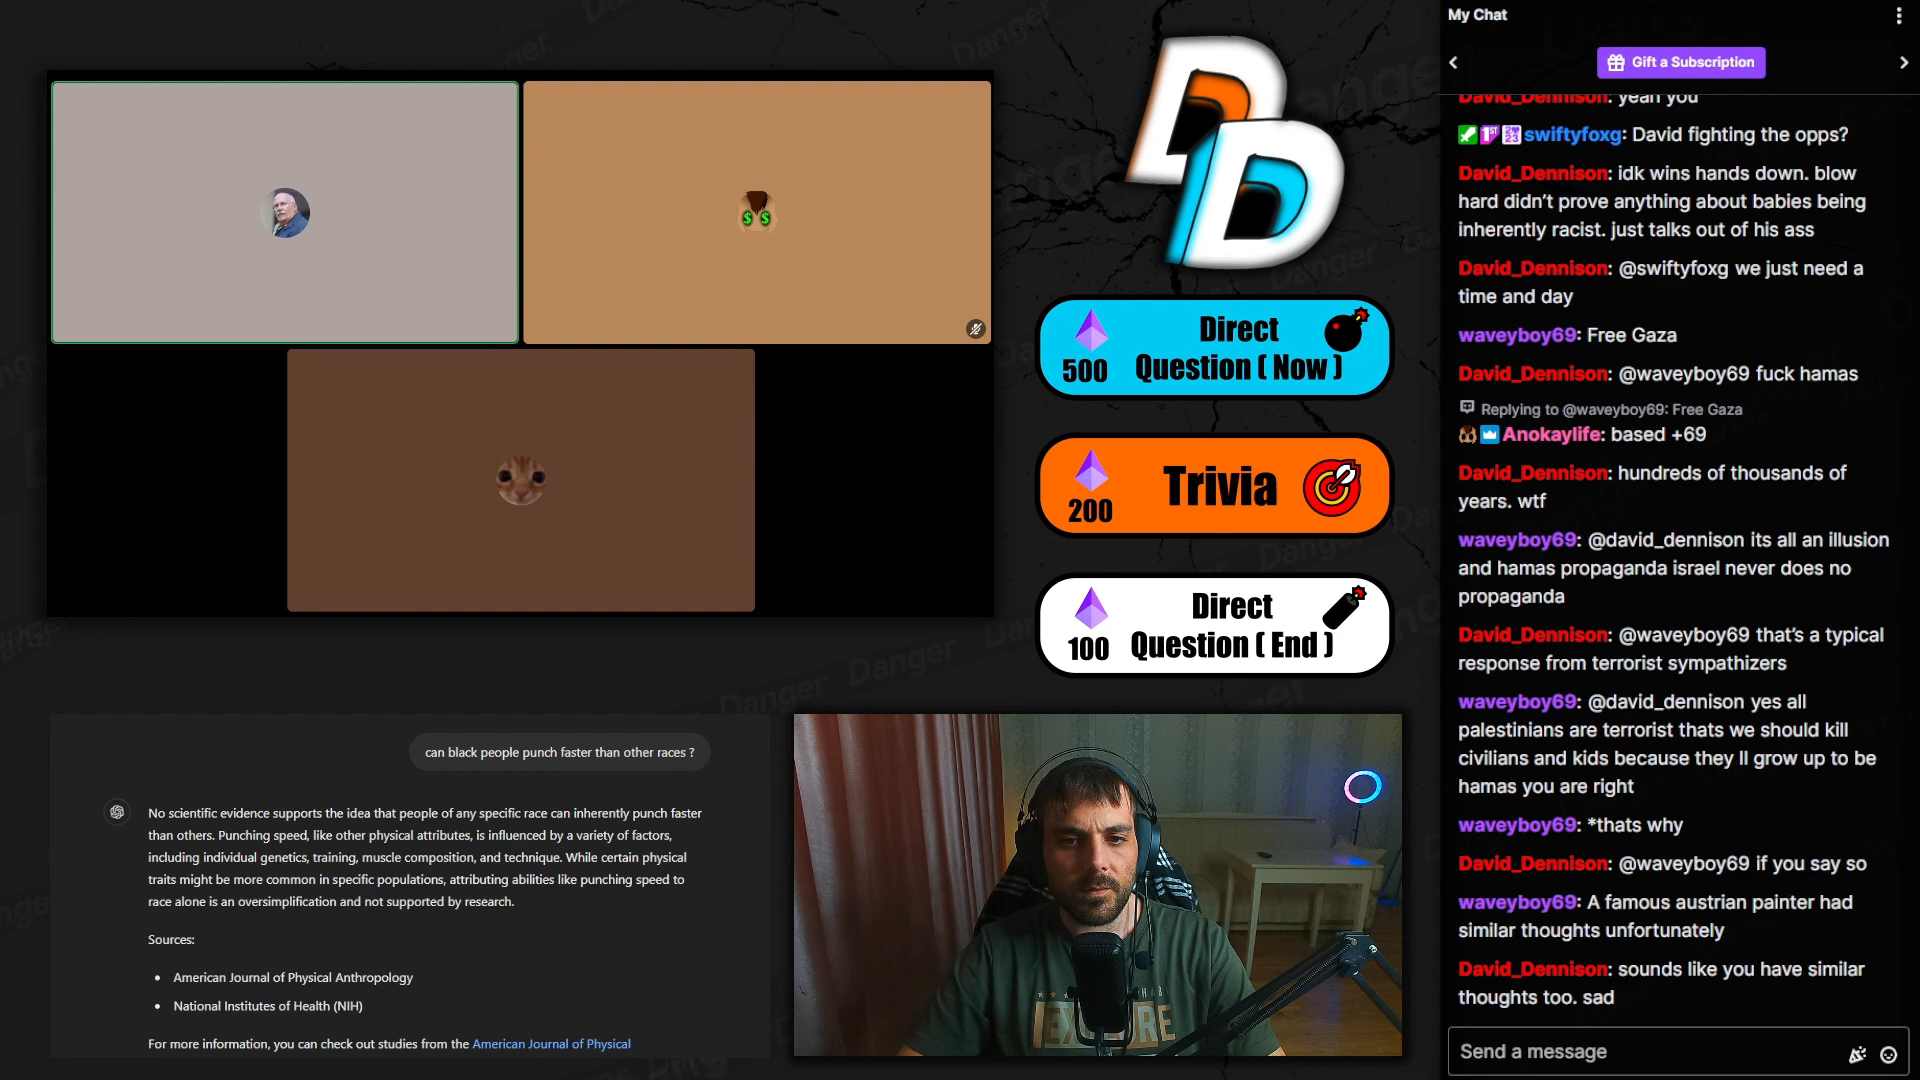 My Chat
Gift a Subscription
David_Dennison: yeah you
swiftyfoxg: David fighting the opps?
David_Dennison: idk wins hands down. blow
hard didn’t prove anything about babies being
inherently racist. just talks out of his ass
David_Dennison: @swiftyfoxg we just need a
time and day
waveyboy69: Free Gaza
David_Dennison: @waveyboy69 fuck hamas
Replying to @waveyboy69: Free Gaza
Anokaylife: based +69
David_Dennison: hundreds of thousands of
years. wtf
waveyboy69: @david_dennison its all an illusion
and hamas propaganda israel never does no
propaganda
David_Dennison: @waveyboy69 that’s a typical
response from terrorist sympathizers
waveyboy69: @david_dennison yes all
palestinians are terrorist thats we should kill
civilians and kids because they ll grow up to be
hamas you are right
waveyboy69: *thats why
David_Dennison: @waveyboy69 if you say so
waveyboy69: A famous austrian painter had
similar thoughts unfortunately
David_Dennison: sounds like you have similar
thoughts too. sad
Send a message
DD
500
Direct
Question ( Now )
200
Trivia
100
Direct
Question ( End )
can black people punch faster than other races ?
No scientific evidence supports the idea that people of any specific race can inherently punch faster
than others. Punching speed, like other physical attributes, is influenced by a variety of factors,
including individual genetics, training, muscle composition, and technique. While certain physical
traits might be more common in specific populations, attributing abilities like punching speed to
race alone is an oversimplification and not supported by research.
Sources:
• American Journal of Physical Anthropology
• National Institutes of Health (NIH)
For more information, you can check out studies from the American Journal of Physical
Danger
Danger
Danger
Danger